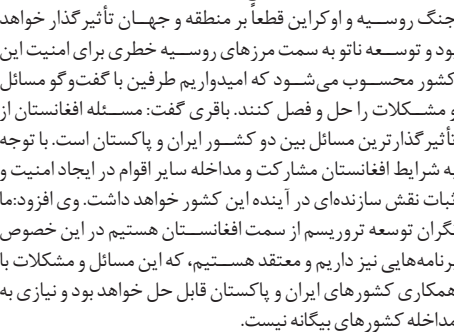 جنگ روسیه و اوکراین قطعاً بر منطقه و جهان تأثیرگذار خواهد
بود و توسعه ناتو به سمت مرزهای روسیه خطری برای امنیت این
کشور محسوب می‌شود که امیدواریم طرفین با گفت‌وگو مسائل
و مشکلات را حل و فصل کنند. باقری گفت: مسئله افغانستان از
تأثیرگذارترین مسائل بین دو کشور ایران و پاکستان است. با توجه
به شرایط افغانستان مشارکت و مداخله سایر اقوام در ایجاد امنیت و
ثبات نقش سازنده‌ای در آینده این کشور خواهد داشت. وی افزود:ما
نگران توسعه تروریسم از سمت افغانستان هستیم در این خصوص
برنامه‌هایی نیز داریم و معتقد هستیم، که این مسائل و مشکلات با
همکاری کشورهای ایران و پاکستان قابل حل خواهد بود و نیازی به
مداخله کشورهای بیگانه نیست.